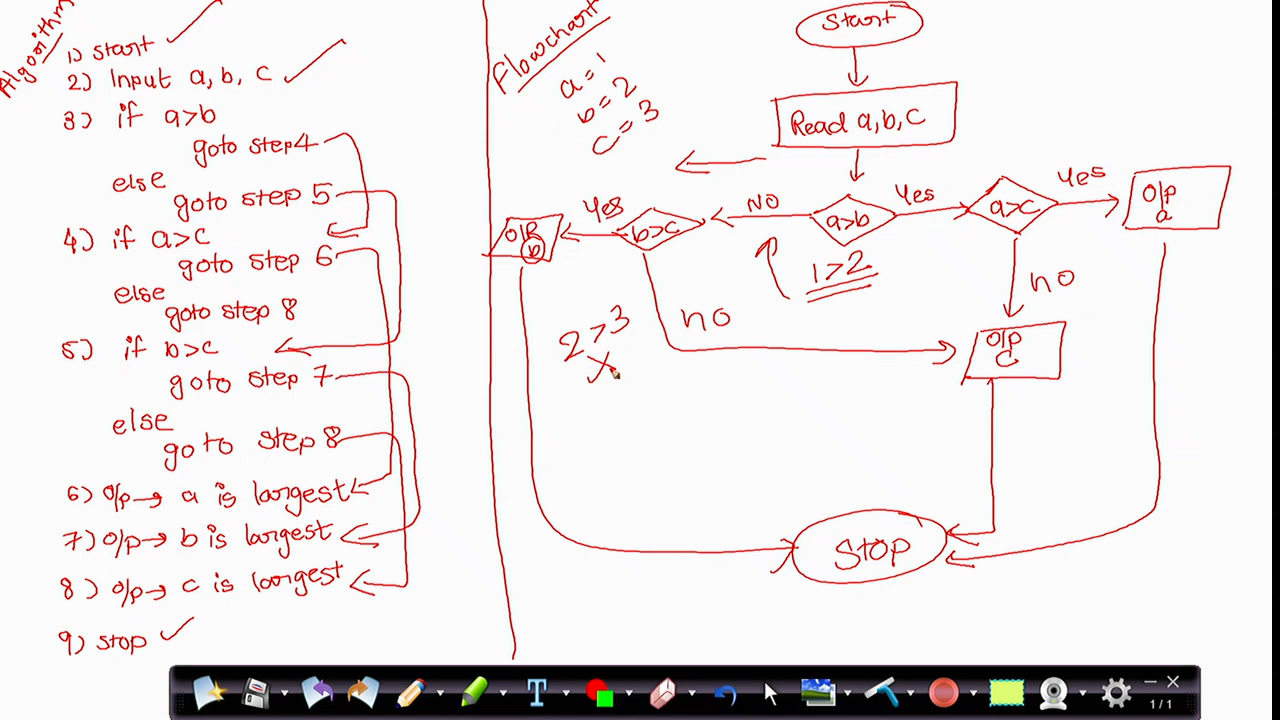 Algorithm
1) start
2) Input a, b, c
3) if a>b
goto step4
else
goto step 5
4) if a>c
goto step 6
else
goto step 8
5) if b>c
goto step 7
else
goto step 8
6) o/p→ a is largest
7) o/p→ b is largest
8) o/p→ c is largest
9) stop
Flowchart
a=1
b=2
c=3
Start
Read a,b,c
a>b
Yes
a>c
Yes
O/P
a
no
O/P
C
NO
1>2
b>c
Yes
O/P
b
no
2>3
X
Stop
T
1/1